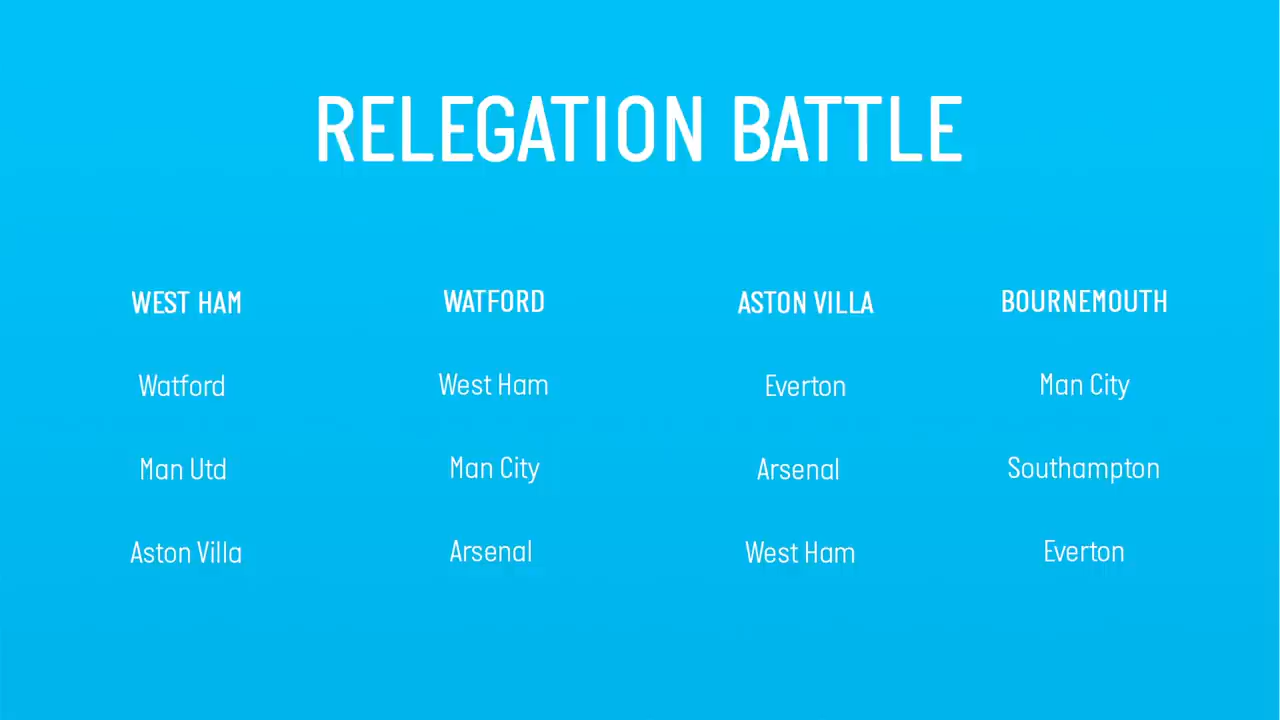 RELEGATION BATTLE
WEST HAM WATFORD ASTON VILLA BOURNEMOUTH
Watford West Ham Everton Man City
Man Utd Man City Arsenal Southampton
Aston Villa Arsenal West Ham Everton